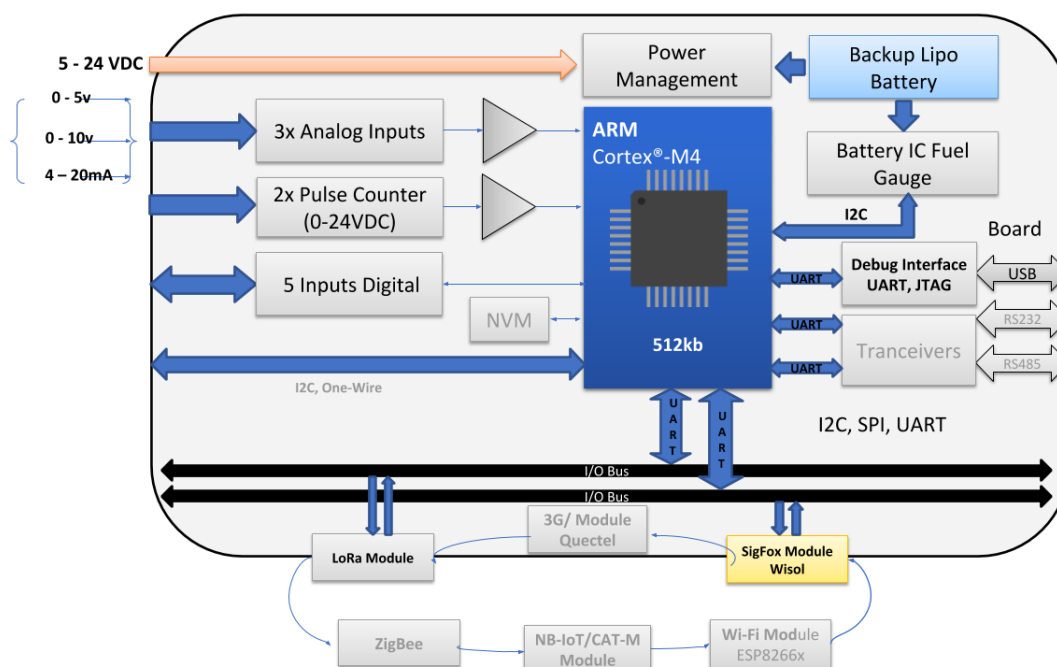 5 - 24 VDC
Power
Management
Backup Lipo
Battery
0 - 5v
0 - 10v
4 – 20mA
3x Analog Inputs
ARM
Cortex®-M4
Battery IC Fuel
Gauge
2x Pulse Counter
(0-24VDC)
I2C
Board
5 Inputs Digital
UART
Debug Interface
UART, JTAG
USB
NVM
UART
Tranceivers
RS232
512kb
UART
RS485
I2C, One-Wire
UART
UART
I2C, SPI, UART
I/O Bus
I/O Bus
3G/ Module
Quectel
LoRa Module
SigFox Module
Wisol
ZigBee
NB-IoT/CAT-M
Module
Wi-Fi Module
ESP8266x